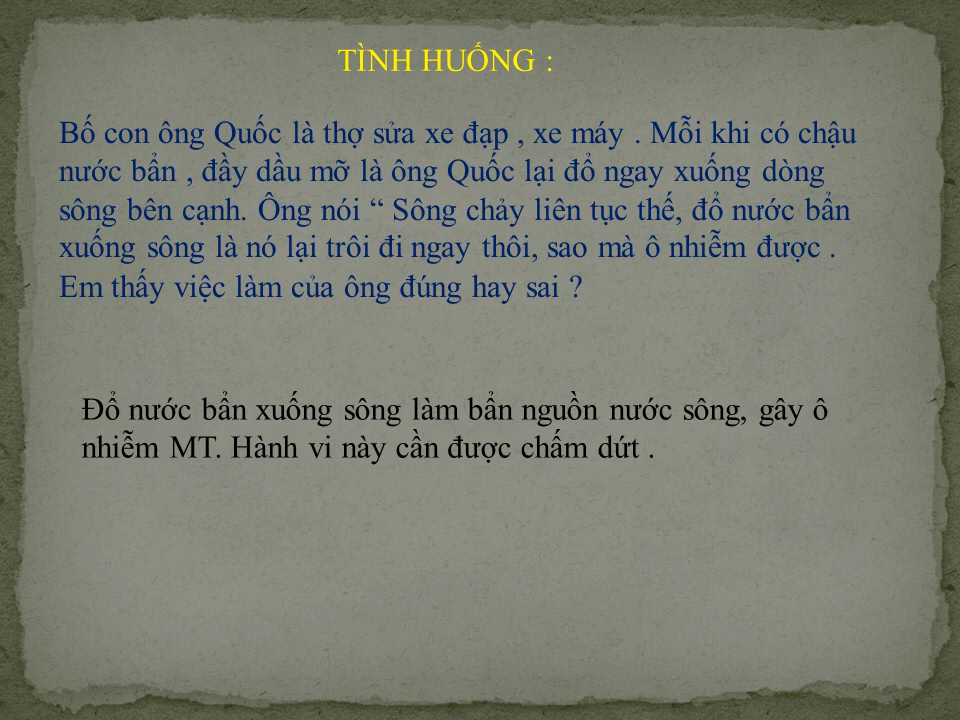 TÌNH HUỐNG :
Bố con ông Quốc là thợ sửa xe đạp , xe máy . Mỗi khi có chậu
nước bẩn , đầy dầu mỡ là ông Quốc lại đổ ngay xuống dòng
sông bên cạnh. Ông nói “ Sông chảy liên tục thế, đổ nước bẩn
xuống sông là nó lại trôi đi ngay thôi, sao mà ô nhiễm được .
Em thấy việc làm của ông đúng hay sai ?
Đổ nước bẩn xuống sông làm bẩn nguồn nước sông, gây ô
nhiễm MT. Hành vi này cần được chấm dứt .